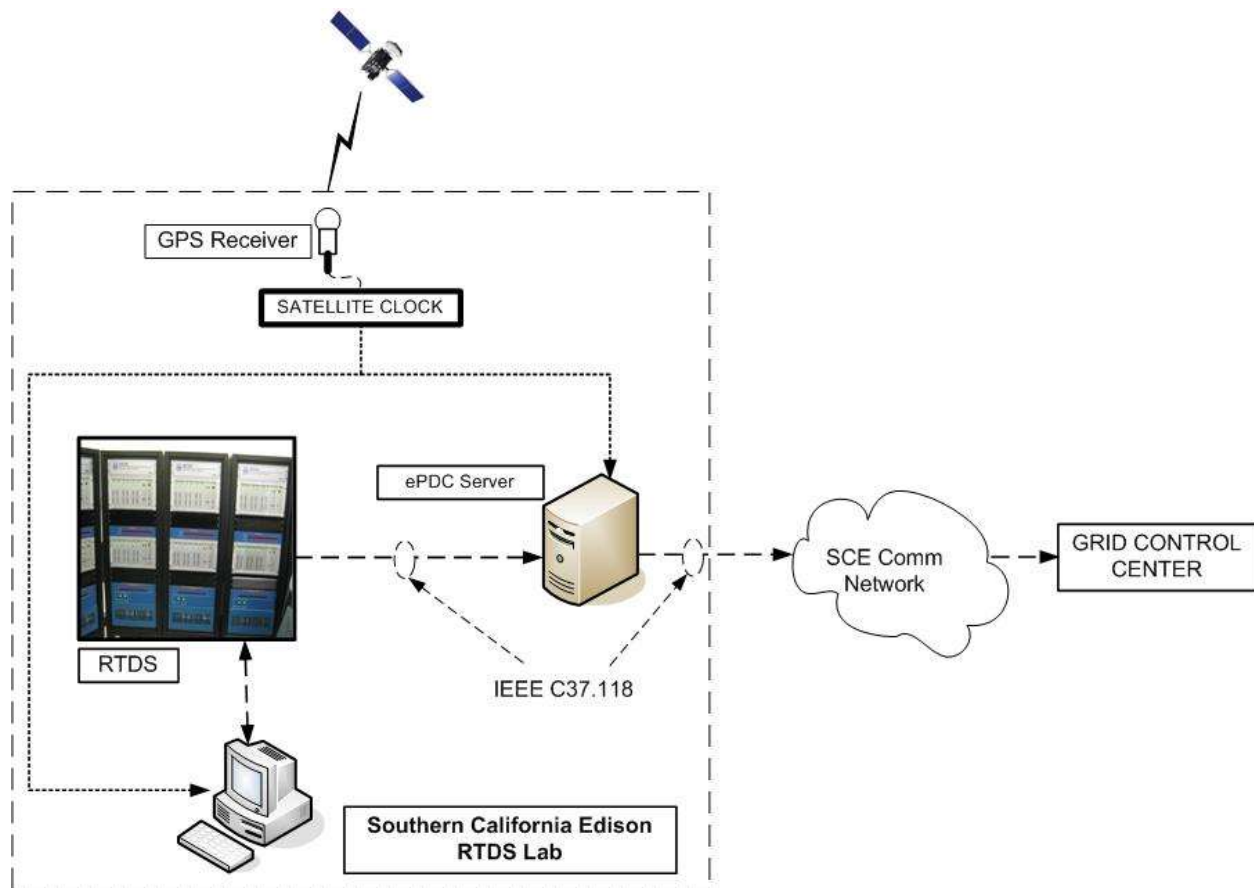 GPS Receiver
SATELLITE CLOCK
ePDC Server
SCE Comm
Network
GRID CONTROL
CENTER
RTDS
IEEE C37.118
Southern California Edison
RTDS Lab